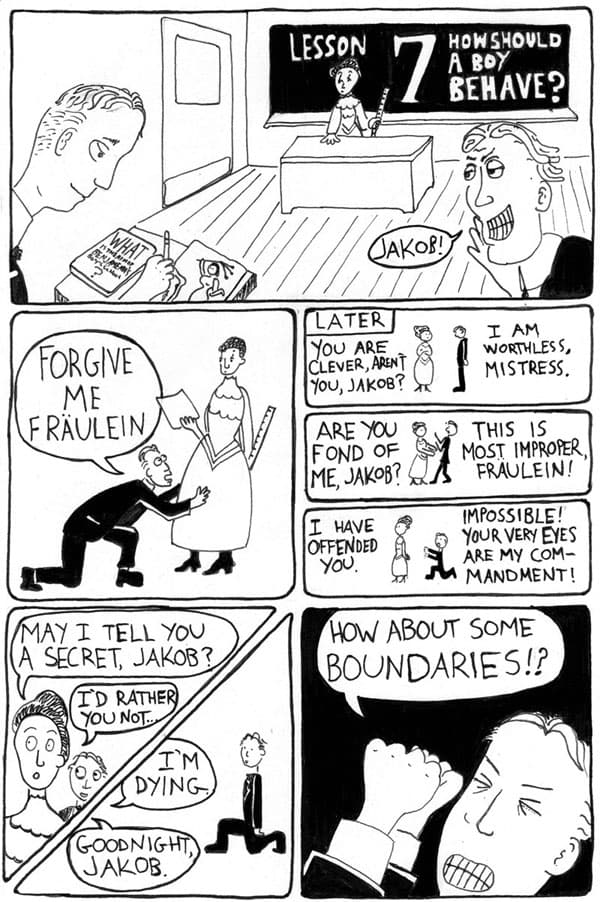 LESSON
7
HOW SHOULD
A BOY
BEHAVE?
WHAT
?
JAKOB!
FORGIVE
ME
FRÄULEIN
LATER
YOU ARE
CLEVER, AREN'T
YOU, JAKOB?
I AM
WORTHLESS,
MISTRESS.
ARE YOU
FOND OF
ME, JAKOB?
THIS IS
MOST IMPROPER,
FRAULEIN!
I HAVE
OFFENDED
YOU.
IMPOSSIBLE!
YOUR VERY EYES
ARE MY COM-
MANDMENT!
MAY I TELL YOU
A SECRET, JAKOB?
I'D RATHER
YOU NOT...
I'M
DYING.
GOODNIGHT,
JAKOB.
HOW ABOUT SOME
BOUNDARIES!?